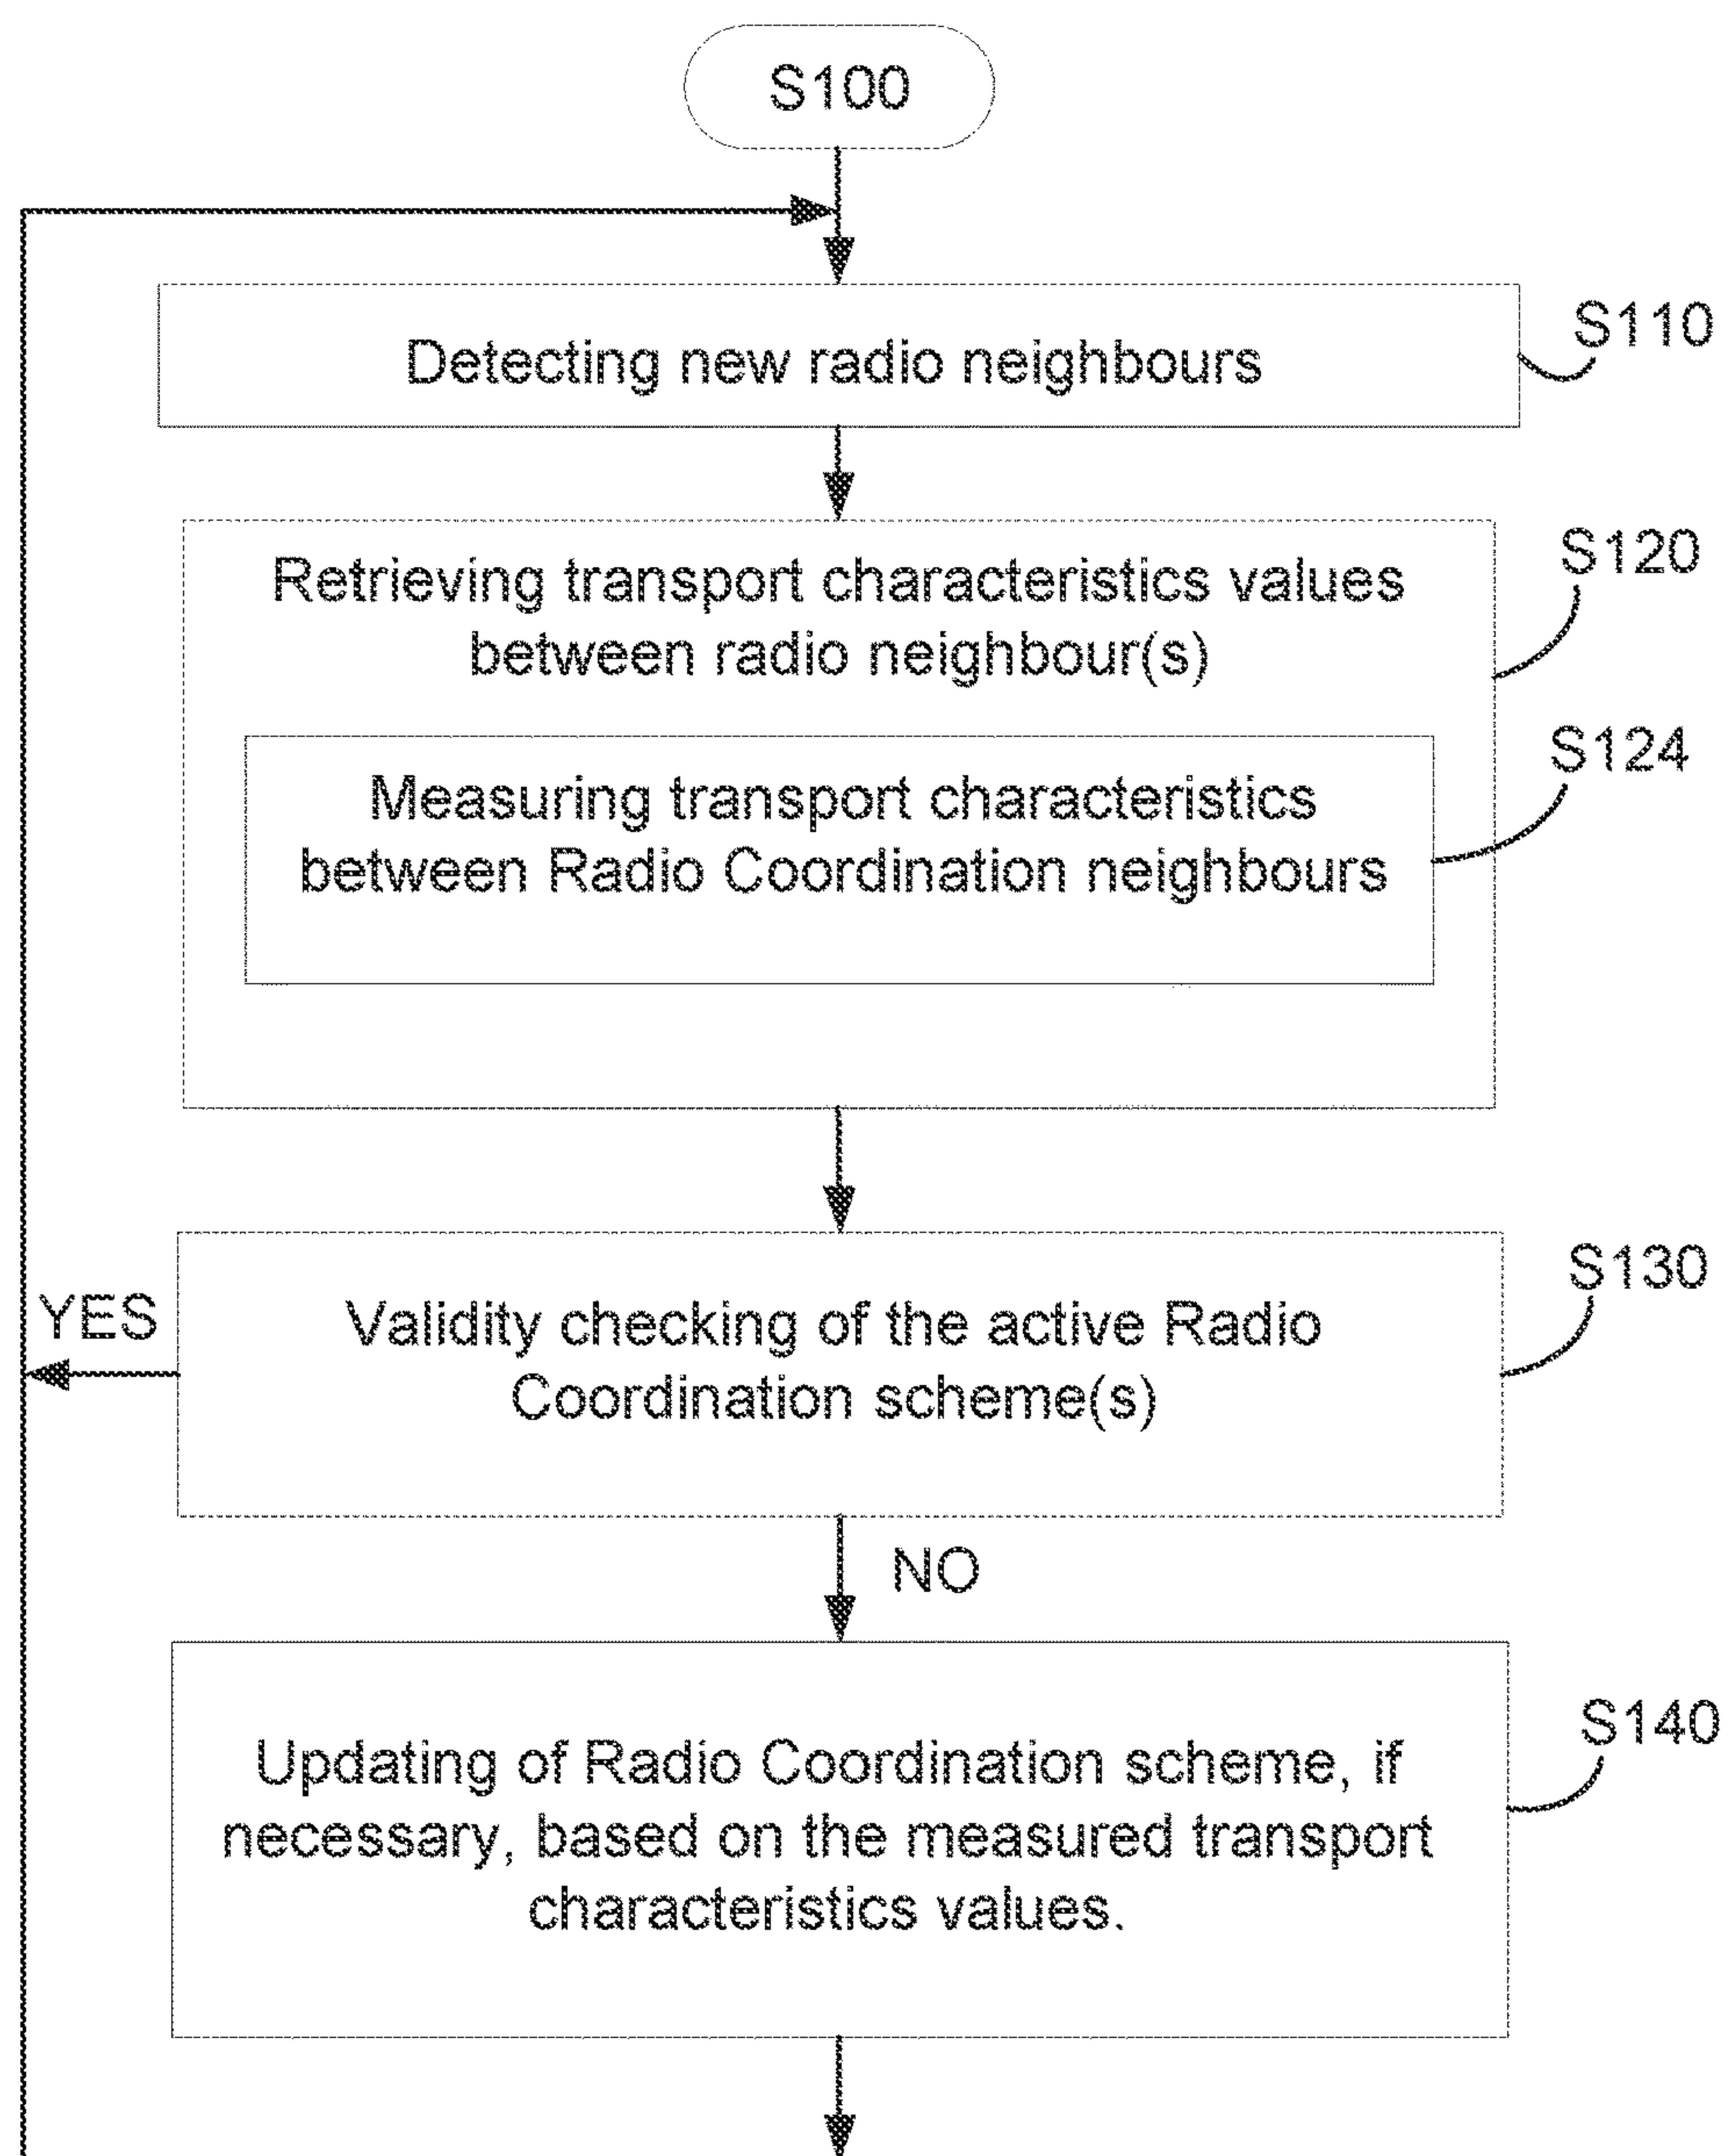 S100
Detecting new radio neighbours
S110
Retrieving transport characteristics values
between radio neighbour(s)
S120
Measuring transport characteristics
between Radio Coordination neighbours
S124
Validity checking of the active Radio
Coordination scheme(s)
S130
YES
NO
Updating of Radio Coordination scheme, if
necessary, based on the measured transport
characteristics values.
S140